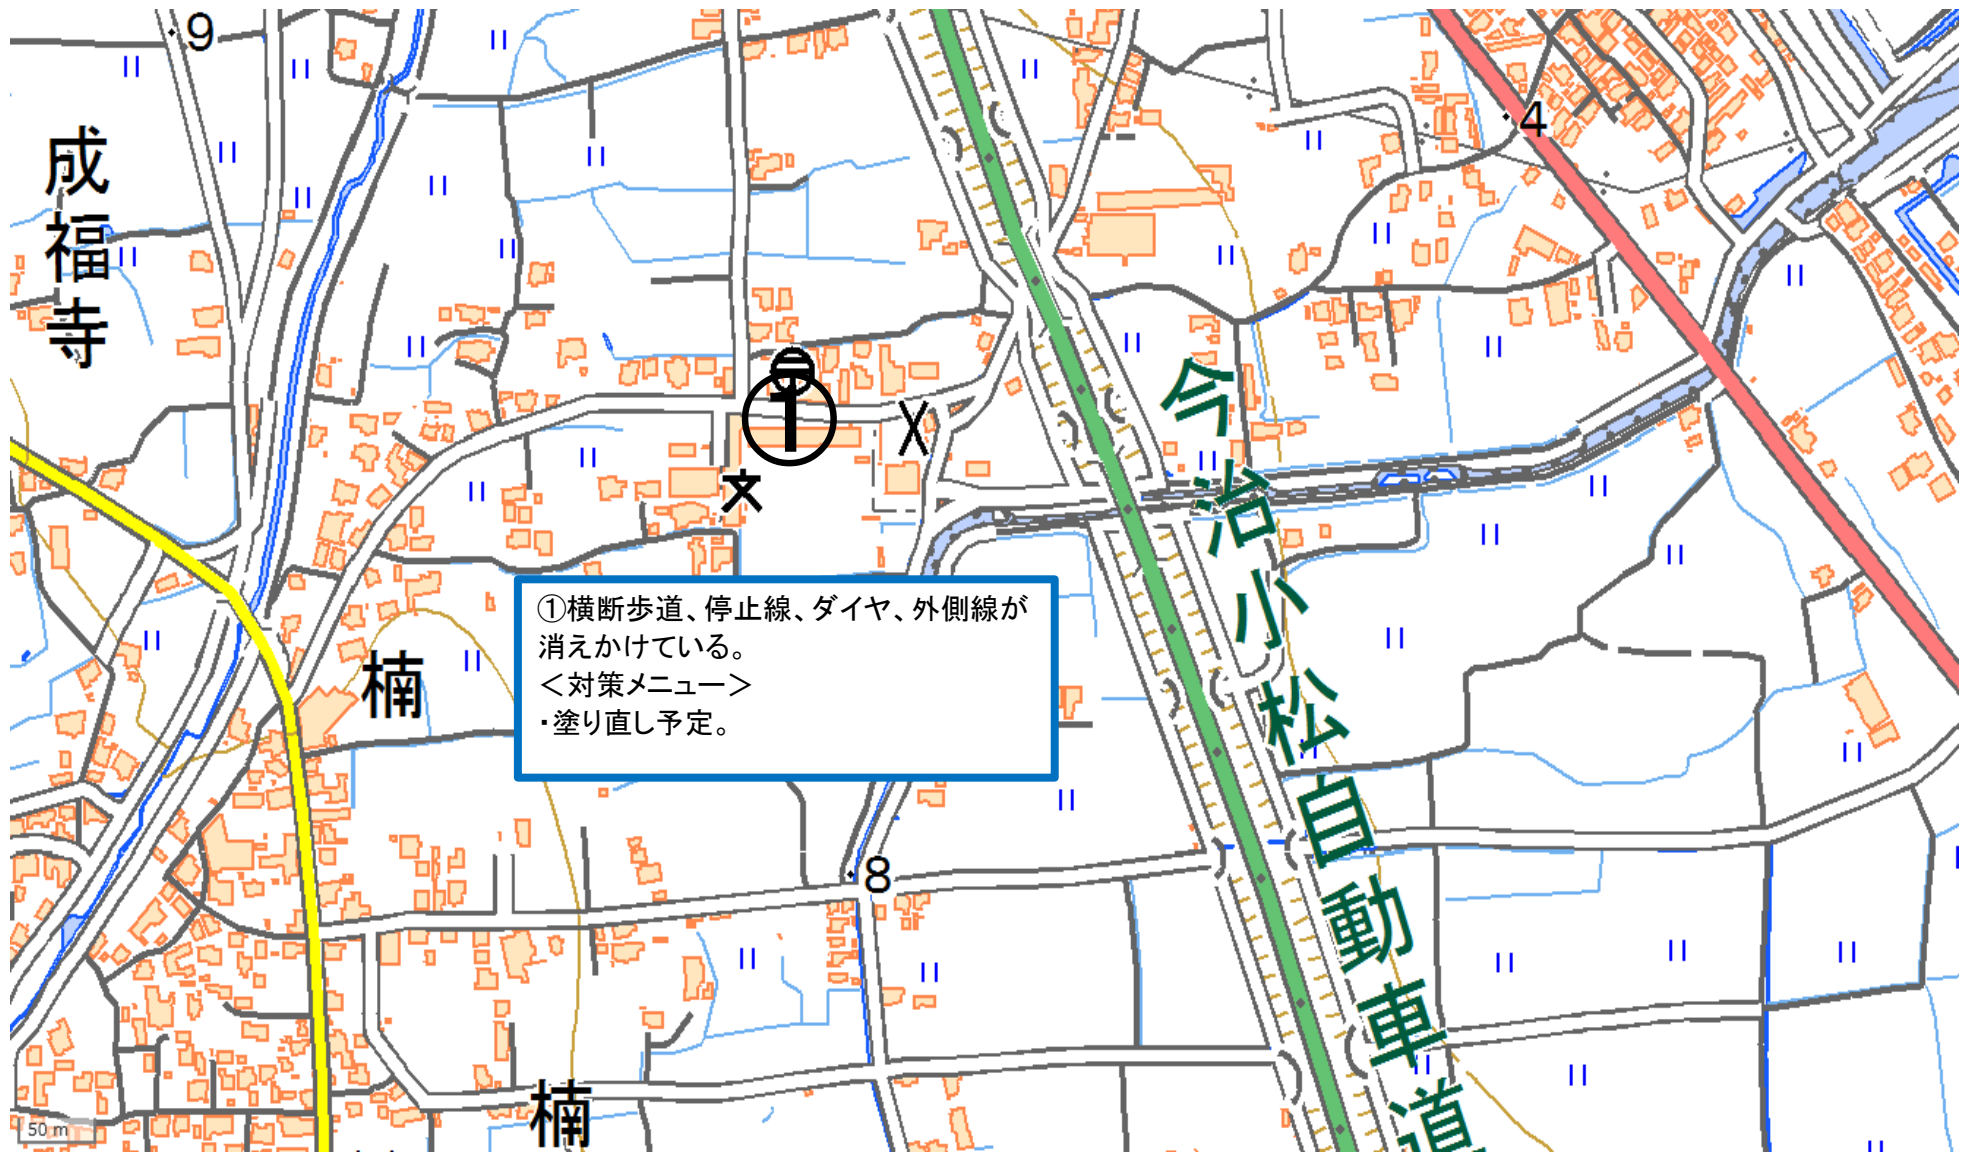 9
4
成福寺
1
今治小松自動車道
①横断歩道、停止線、ダイヤ、外側線が
消えかけている。
＜対策メニュー＞
・塗り直し予定。
楠
8
楠
50 m